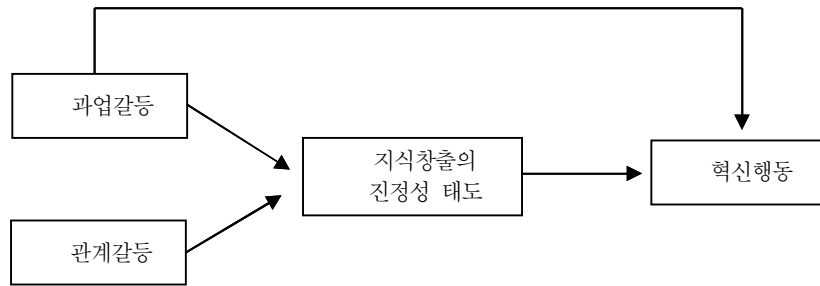 과업갈등
지식창출의
진정성 태도
혁신행동
관계갈등